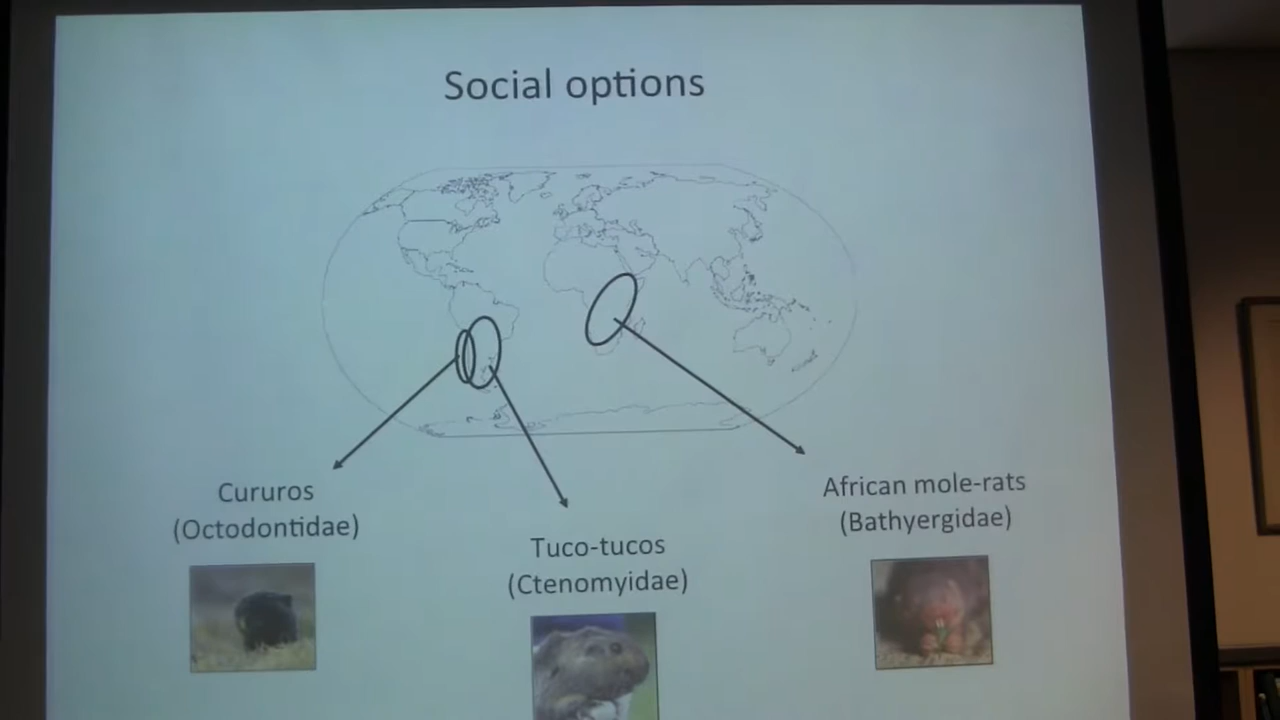 Social options
Cururos
(Octodontidae)
Tuco-tucos
(Ctenomyidae)
African mole-rats
(Bathyergidae)